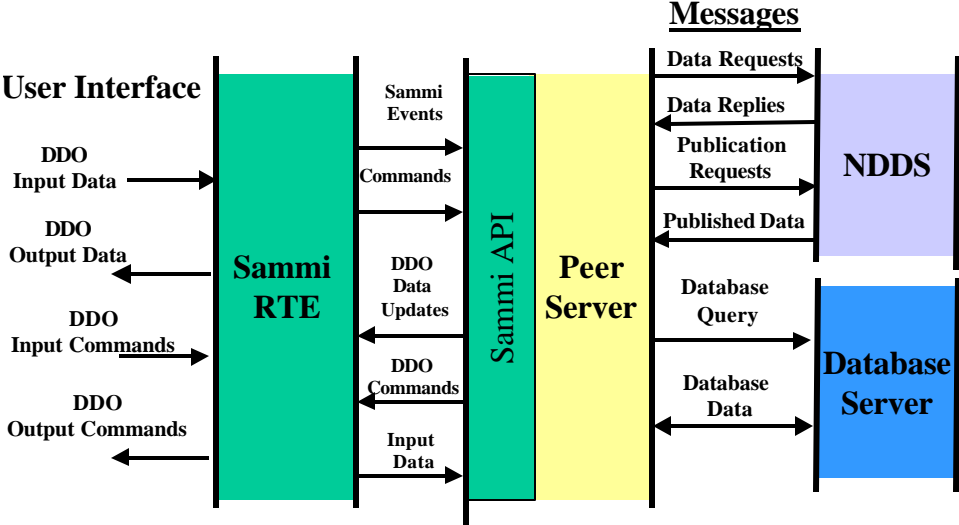 Messages
User Interface
DDO
Input Data
DDO
Output Data
DDO
Input Commands
DDO
Output Commands
Sammi
RTE
Sammi
Events
Commands
DDO
Data
Updates
DDO
Commands
Input
Data
Sammi API
Peer
Server
Data Requests
Data Replies
Publication
Requests
Published Data
Database
Query
Database
Data
NDDS
Database
Server